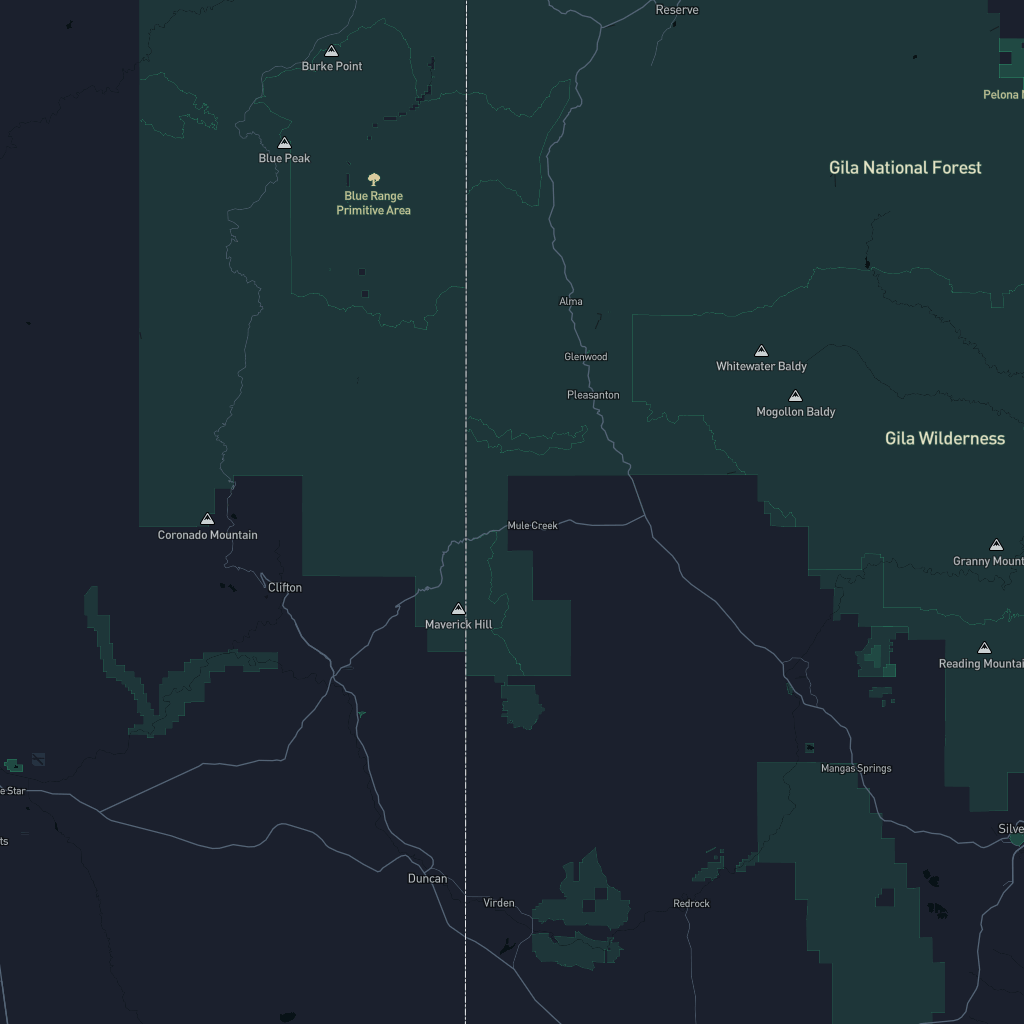 Reserve
Burke Point
Pelona
Blue Peak
Gila National Forest
Blue Range
Primitive Area
Alma
Glenwood
Whitewater Baldy
Pleasanton
Mogollon Baldy
Gila Wilderness
Mule Creek
Coronado Mountain
Granny Mount
Clifton
Maverick Hill
Reading Mountai
Mangas Springs
e Star
Silve
ts
Duncan
Virden
Redrock